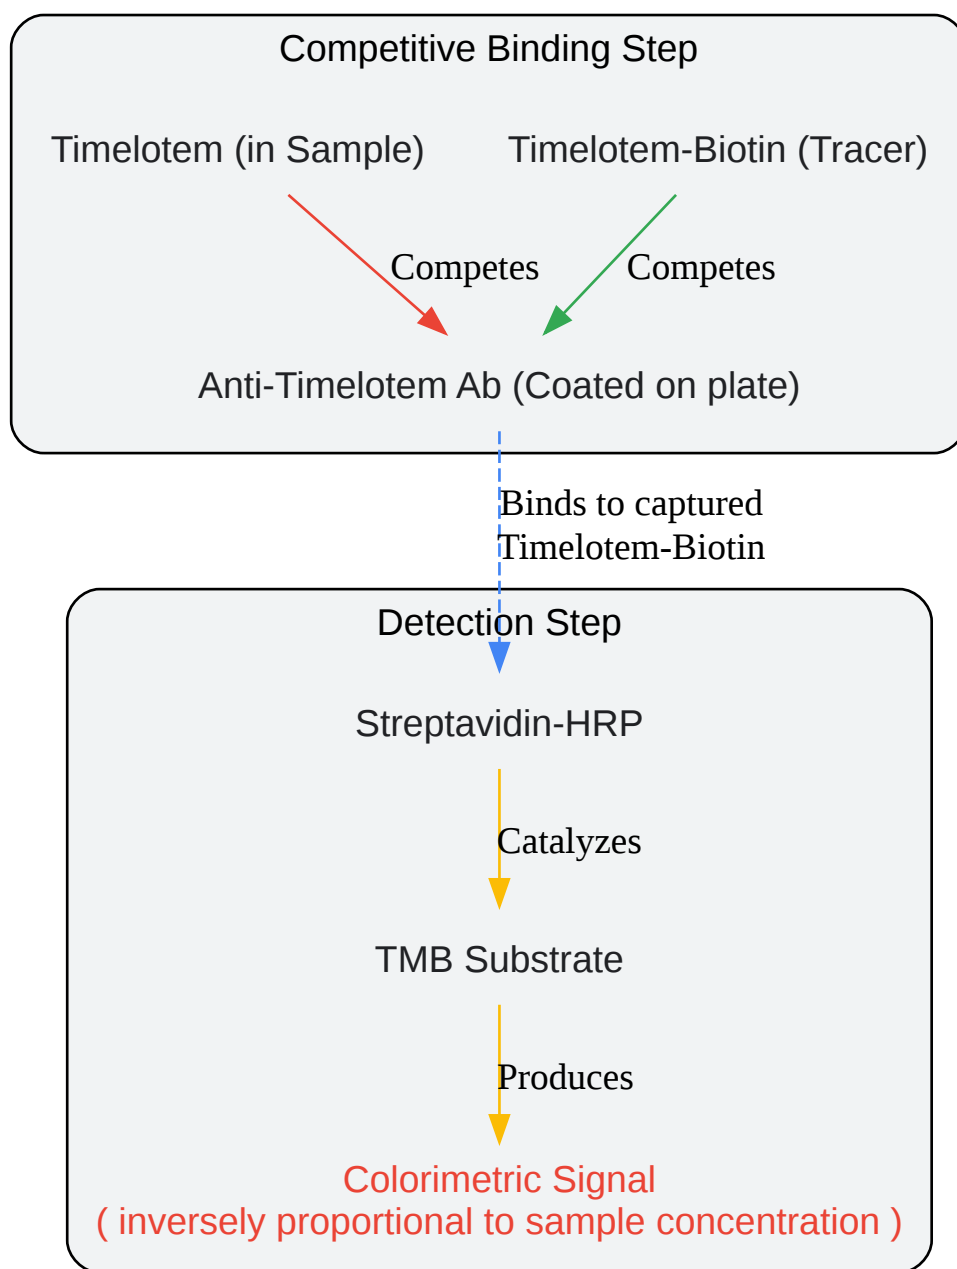 Competitive Binding Step
Timelotem (in Sample)
Timelotem-Biotin (Tracer)
Competes
Competes
Anti-Timelotem Ab (Coated on plate)
Binds to captured
Timelotem-Biotin
Detection Step
Streptavidin-HRP
Catalyzes
TMB Substrate
Produces
Colorimetric Signal
( inversely proportional to sample concentration )